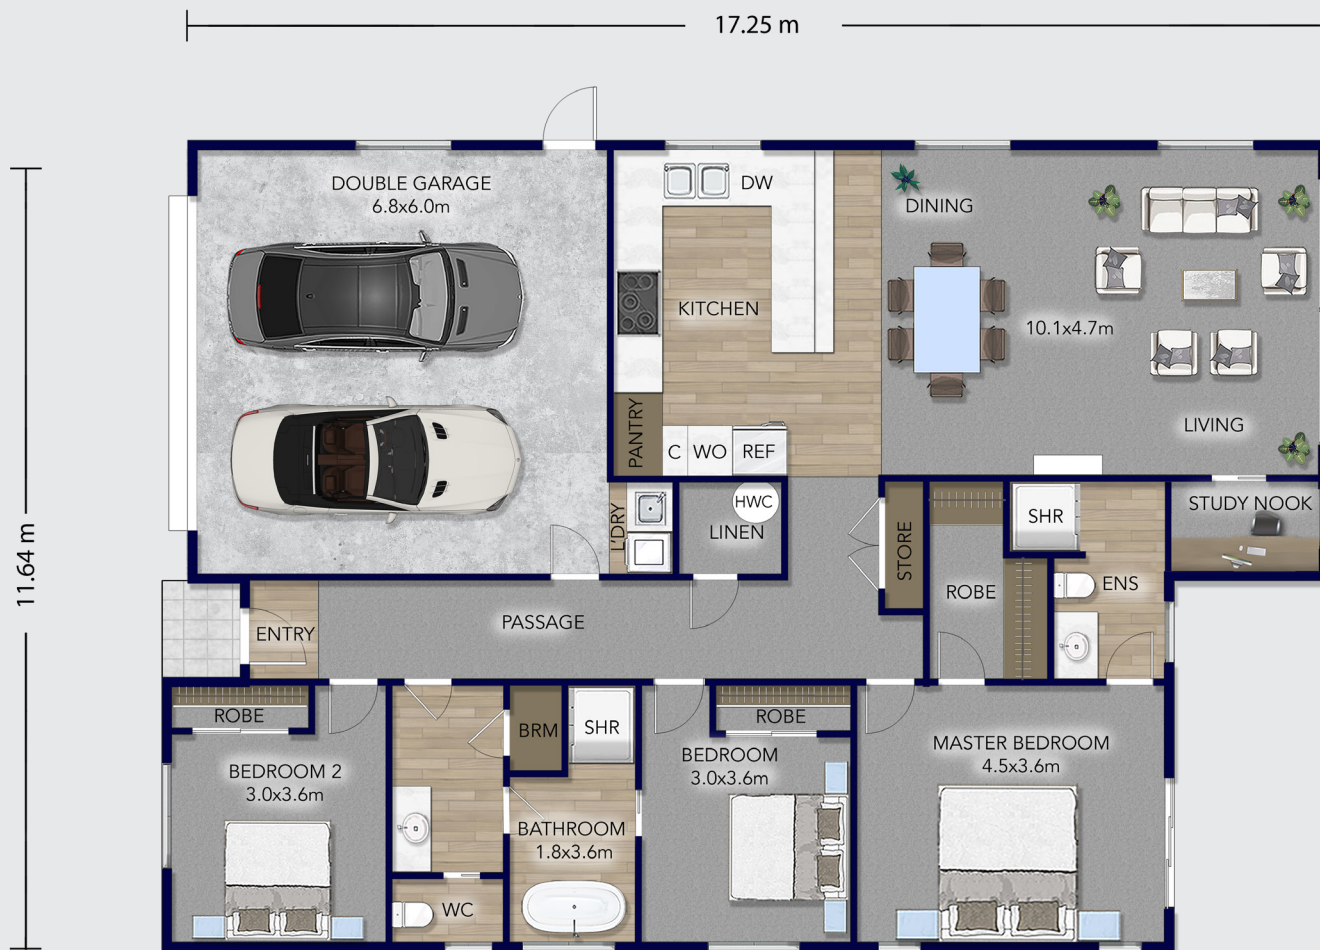 17.25 m
11.64 m
DOUBLE GARAGE
6.8x6.0m
DW
DINING
KITCHEN
10.1x4.7m
LIVING
PANTRY
C
WO
REF
L'DRY
HWC
LINEN
STORE
SHR
STUDY NOOK
ROBE
ENS
ENTRY
PASSAGE
ROBE
BRM
SHR
ROBE
BEDROOM 2
3.0x3.6m
BEDROOM
3.0x3.6m
MASTER BEDROOM
4.5x3.6m
BATHROOM
1.8x3.6m
WC